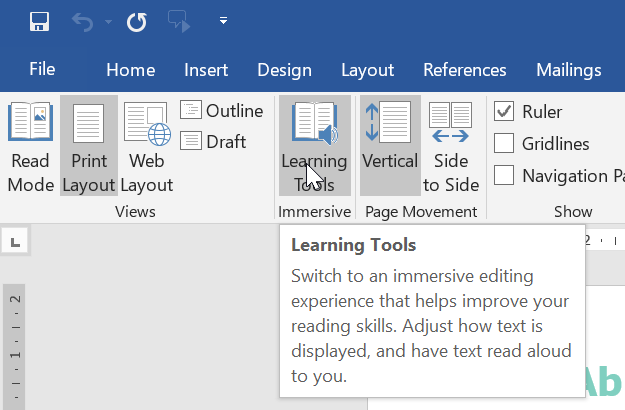 File Home Insert Design Layout References Mailings
Read Mode
Print Layout
Web Layout
Outline
Draft
Views
Learning Tools
Immersive
Vertical
Side to Side
Page Movement
Ruler
Gridlines
Navigation Pa
Show
Learning Tools
Switch to an immersive editing
experience that helps improve your
reading skills. Adjust how text is
displayed, and have text read aloud
to you.
2
2
1
Ab